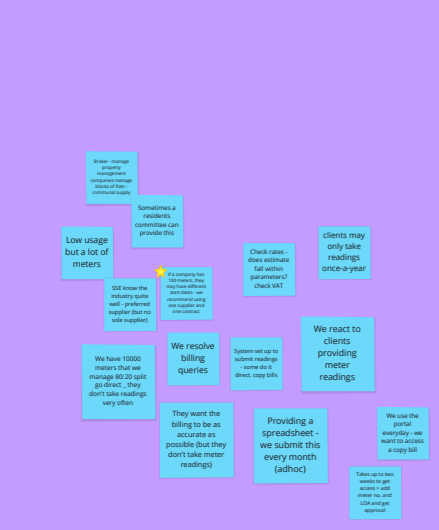 Broker -manage
property
management
companies manage
blocks of flats -
communal supply
Sometimes a
residents
committee can
provide this
Low usage
but a lot of
meters
SSE know the
industry quite
well - preferred
supplier (but no
sole supplier)
if a company has
100 meters, they
may have different
start dates - we
recommend using
one supplier and
one contract
Check rates -
does estimate
fall within
parameters?
check VAT
clients may
only take
readings
once-a-year
We have 10000
meters that we
manage 80:20 split
go direct _ they
don't take readings
very often
We resolve
billing
queries
System set up to
submit readings
- some do it
direct. copy bills
We react to
clients
providing
meter
readings
They want the
billing to be as
accurate as
possible (but they
don't take meter
readings)
Providing a
spreadsheet -
we submit this
every month
(adhoc)
We use the
portal
everyday - we
want to access
a copy bill
Takes up to two
weeks to get
access + add
meter no. and
LOA and get
approval